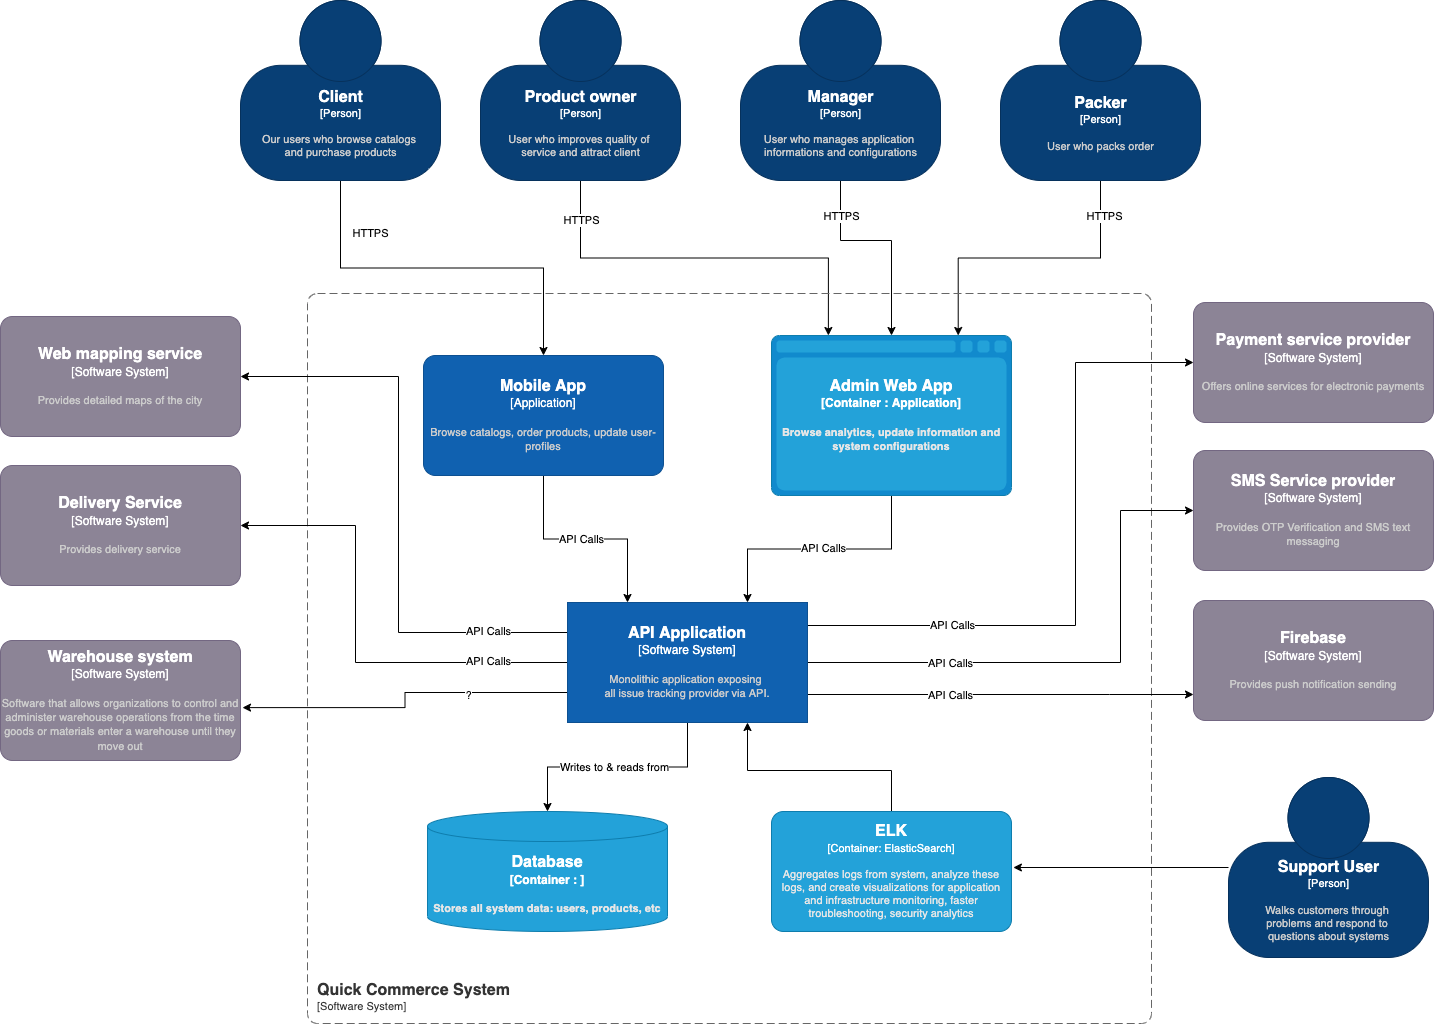 Client
[Person]
Our users who browse catalogs
and purchase products
Product owner
[Person]
User who improves quality of
service and attract client
Manager
[Person]
User who manages application
informations and configurations
Packer
[Person]
User who packs order
HTTPS
HTTPS
HTTPS
HTTPS
Web mapping service
[Software System]
Provides detailed maps of the city
Mobile App
[Application]
Browse catalogs, order products, update user-
profiles
Admin Web App
[Container : Application]
Browse analytics, update information and
system configurations
Payment service provider
[Software System]
Offers online services for electronic payments
Delivery Service
[Software System]
Provides delivery service
SMS Service provider
[Software System]
Provides OTP Verification and SMS text
messaging
API Calls
API Calls
API Application
[Software System]
Monolithic application exposing
all issue tracking provider via API.
API Calls
API Calls
?
API Calls
API Calls
API Calls
Warehouse system
[Software System]
Software that allows organizations to control and
administer warehouse operations from the time
goods or materials enter a warehouse until they
move out
Firebase
[Software System]
Provides push notification sending
Writes to & reads from
Database
[Container : ]
Stores all system data: users, products, etc
ELK
[Container: ElasticSearch]
Aggregates logs from system, analyze these
logs, and create visualizations for application
and infrastructure monitoring, faster
troubleshooting, security analytics
Support User
[Person]
Walks customers through
problems and respond to
questions about systems
Quick Commerce System
[Software System]